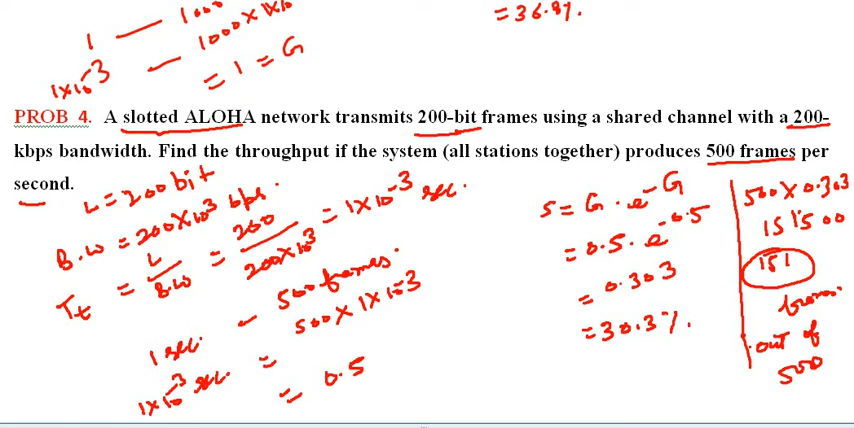 1 — 1000
1×10⁻³ — 1000×1×10
= 1 = G
= 36.8%.
PROB 4. A slotted ALOHA network transmits 200-bit frames using a shared channel with a 200-
kbps bandwidth. Find the throughput if the system (all stations together) produces 500 frames per
second.
L = 200 bit
B.W = 200×10³ bps.
Tt = L/B.W = 200/200×10³ = 1×10⁻³ sec.
1 sec. — 500 frames.
1×10⁻³ sec. = 500×1×10⁻³
= 0.5
S = G.e⁻ᴳ
= 0.5.e⁻⁰·⁵
= 0.303
= 30.3%.
500×0.303
151500
151
out of
500